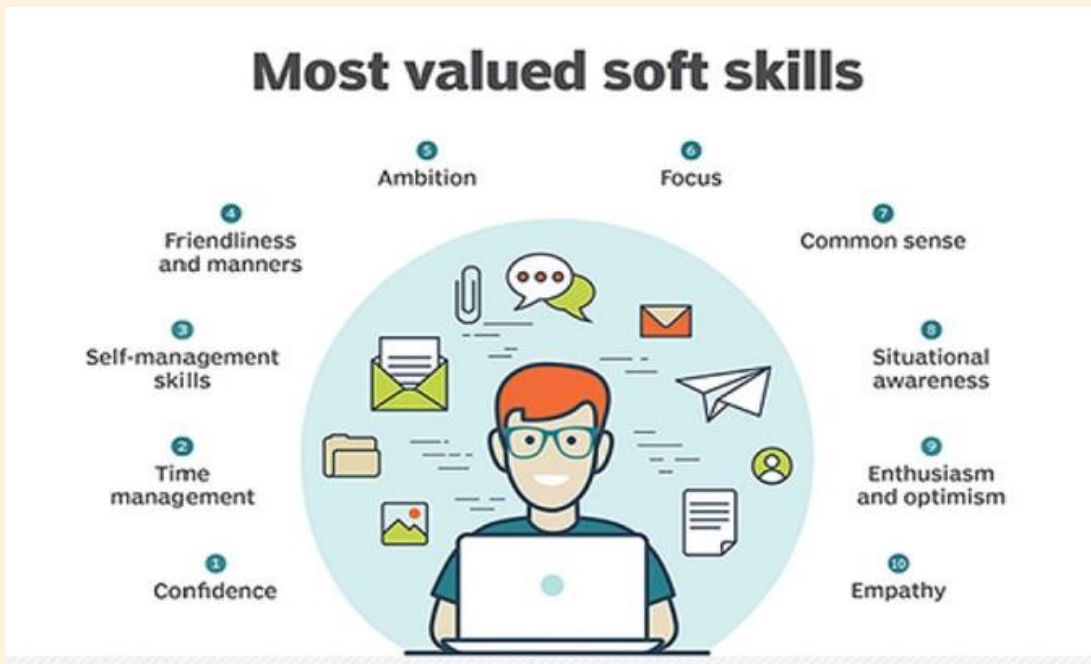 Most valued soft skills
1
Confidence
2
Time
management
3
Self-management
skills
4
Friendliness
and manners
5
Ambition
6
Focus
7
Common sense
8
Situational
awareness
9
Enthusiasm
and optimism
10
Empathy